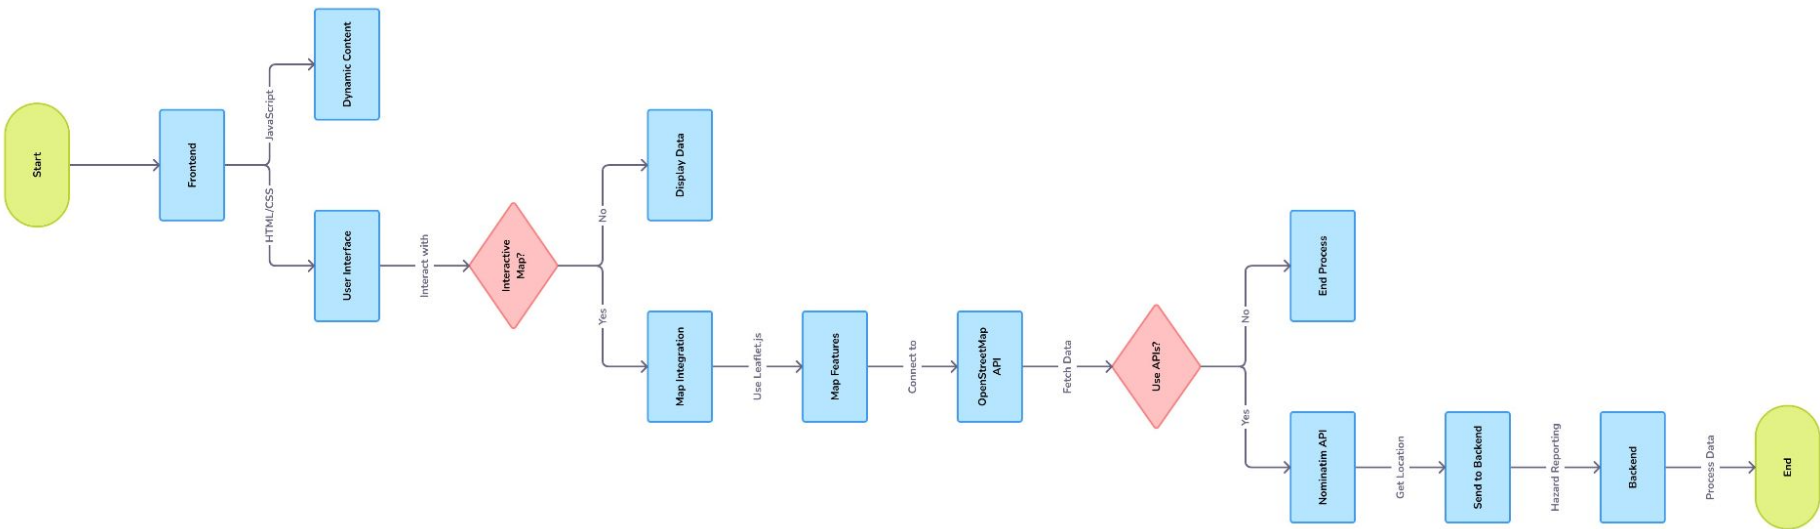 Start
Frontend
JavaScript
HTML/CSS
Dynamic Content
User Interface
Interact with
Interactive
Map?
No
Yes
Display Data
Map Integration
Use Leaflet.js
Map Features
Connect to
OpenStreetMap
API
Fetch Data
Use APIs?
No
Yes
End Process
Nominatim API
Get Location
Send to Backend
Hazard Reporting
Backend
Process Data
End